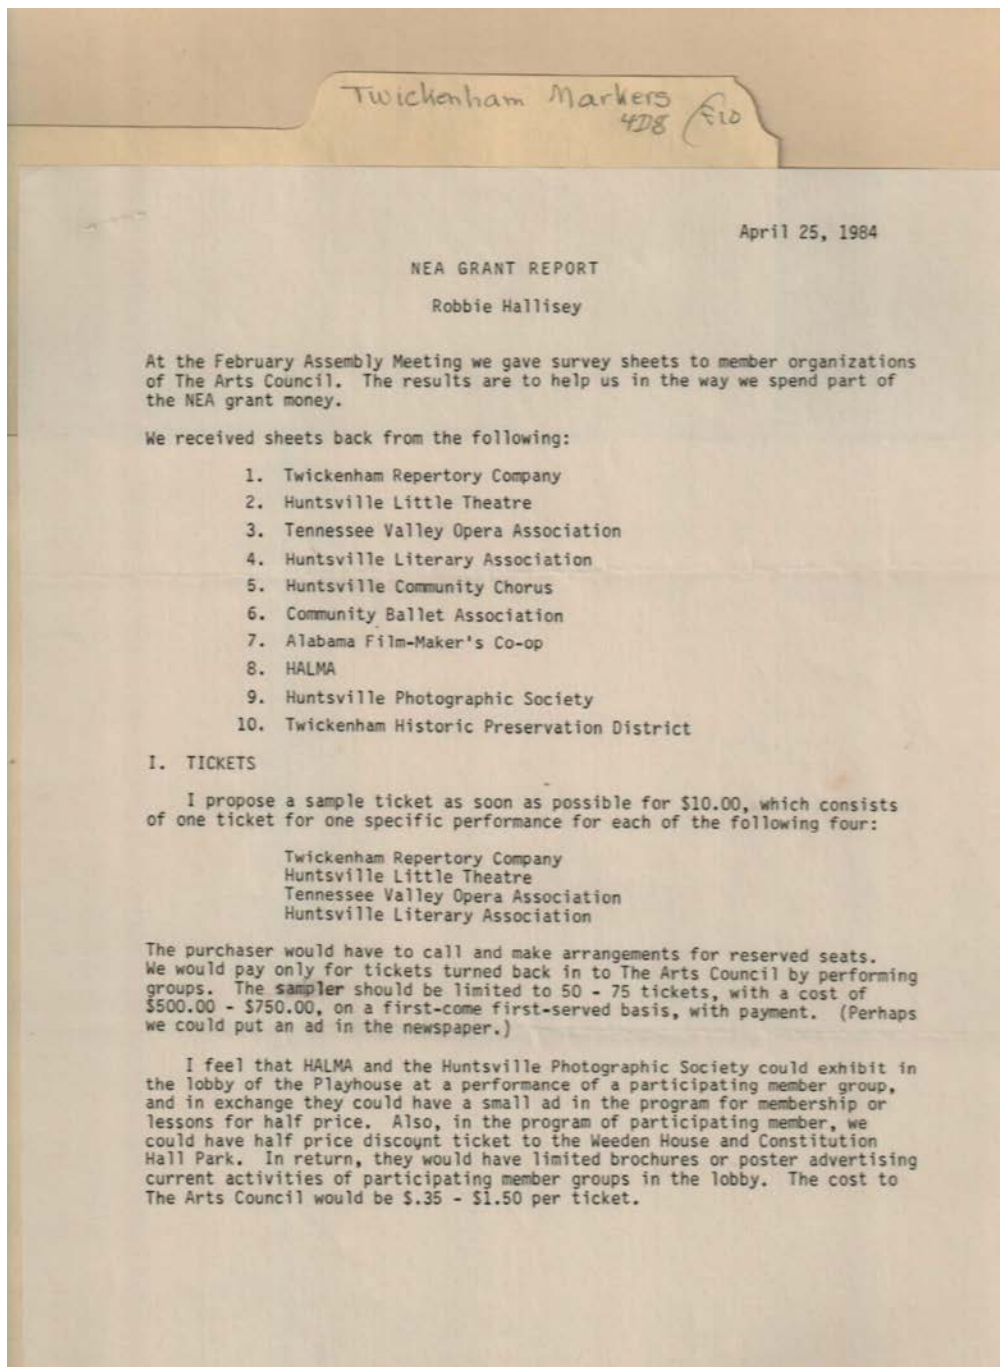 Twickenham Markers
4D8 F10
April 25, 1984
NEA GRANT REPORT
Robbie Hallisey
At the February Assembly Meeting we gave survey sheets to member organizations
of The Arts Council. The results are to help us in the way we spend part of
the NEA grant money.
We received sheets back from the following:
1. Twickenham Repertory Company
2. Huntsville Little Theatre
3. Tennessee Valley Opera Association
4. Huntsville Literary Association
5. Huntsville Community Chorus
6. Community Ballet Association
7. Alabama Film-Maker's Co-op
8. HALMA
9. Huntsville Photographic Society
10. Twickenham Historic Preservation District
I. TICKETS
I propose a sample ticket as soon as possible for $10.00, which consists
of one ticket for one specific performance for each of the following four:
Twickenham Repertory Company
Huntsville Little Theatre
Tennessee Valley Opera Association
Huntsville Literary Association
The purchaser would have to call and make arrangements for reserved seats.
We would pay only for tickets turned back in to The Arts Council by performing
groups. The sampler should be limited to 50 - 75 tickets, with a cost of
$500.00 - $750.00, on a first-come first-served basis, with payment. (Perhaps
we could put an ad in the newspaper.)
I feel that HALMA and the Huntsville Photographic Society could exhibit in
the lobby of the Playhouse at a performance of a participating member group,
and in exchange they could have a small ad in the program for membership or
lessons for half price. Also, in the program of participating member, we
could have half price discount ticket to the Weeden House and Constitution
Hall Park. In return, they would have limited brochures or poster advertising
current activities of participating member groups in the lobby. The cost to
The Arts Council would be $.35 - $1.50 per ticket.